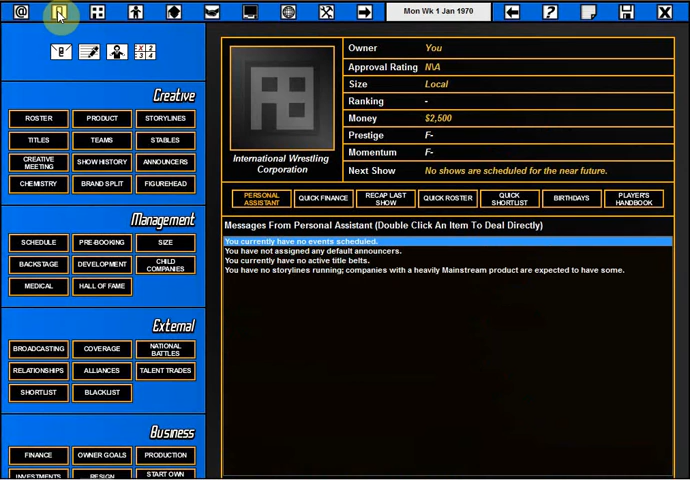 Mon Wk 1 Jan 1970
Creative
ROSTER PRODUCT STORYLINES
TITLES TEAMS STABLES
CREATIVE MEETING SHOW HISTORY ANNOUNCERS
CHEMISTRY BRAND SPLIT FIGUREHEAD
Management
SCHEDULE PRE-BOOKING SIZE
BACKSTAGE DEVELOPMENT CHILD COMPANIES
MEDICAL HALL OF FAME
External
BROADCASTING COVERAGE NATIONAL BATTLES
RELATIONSHIPS ALLIANCES TALENT TRADES
SHORTLIST BLACKLIST
Business
FINANCE OWNER GOALS PRODUCTION
INVESTMENTS DESIGN START OWN
International Wrestling
Corporation
Owner You
Approval Rating N\A
Size Local
Ranking -
Money $2,500
Prestige F-
Momentum F-
Next Show No shows are scheduled for the near future.
PERSONAL ASSISTANT QUICK FINANCE RECAP LAST SHOW QUICK ROSTER QUICK SHORTLIST BIRTHDAYS PLAYER'S HANDBOOK
Messages From Personal Assistant (Double Click An Item To Deal Directly)
You currently have no events scheduled.
You have not assigned any default announcers.
You currently have no active title belts.
You have no storylines running; companies with a heavily Mainstream product are expected to have some.